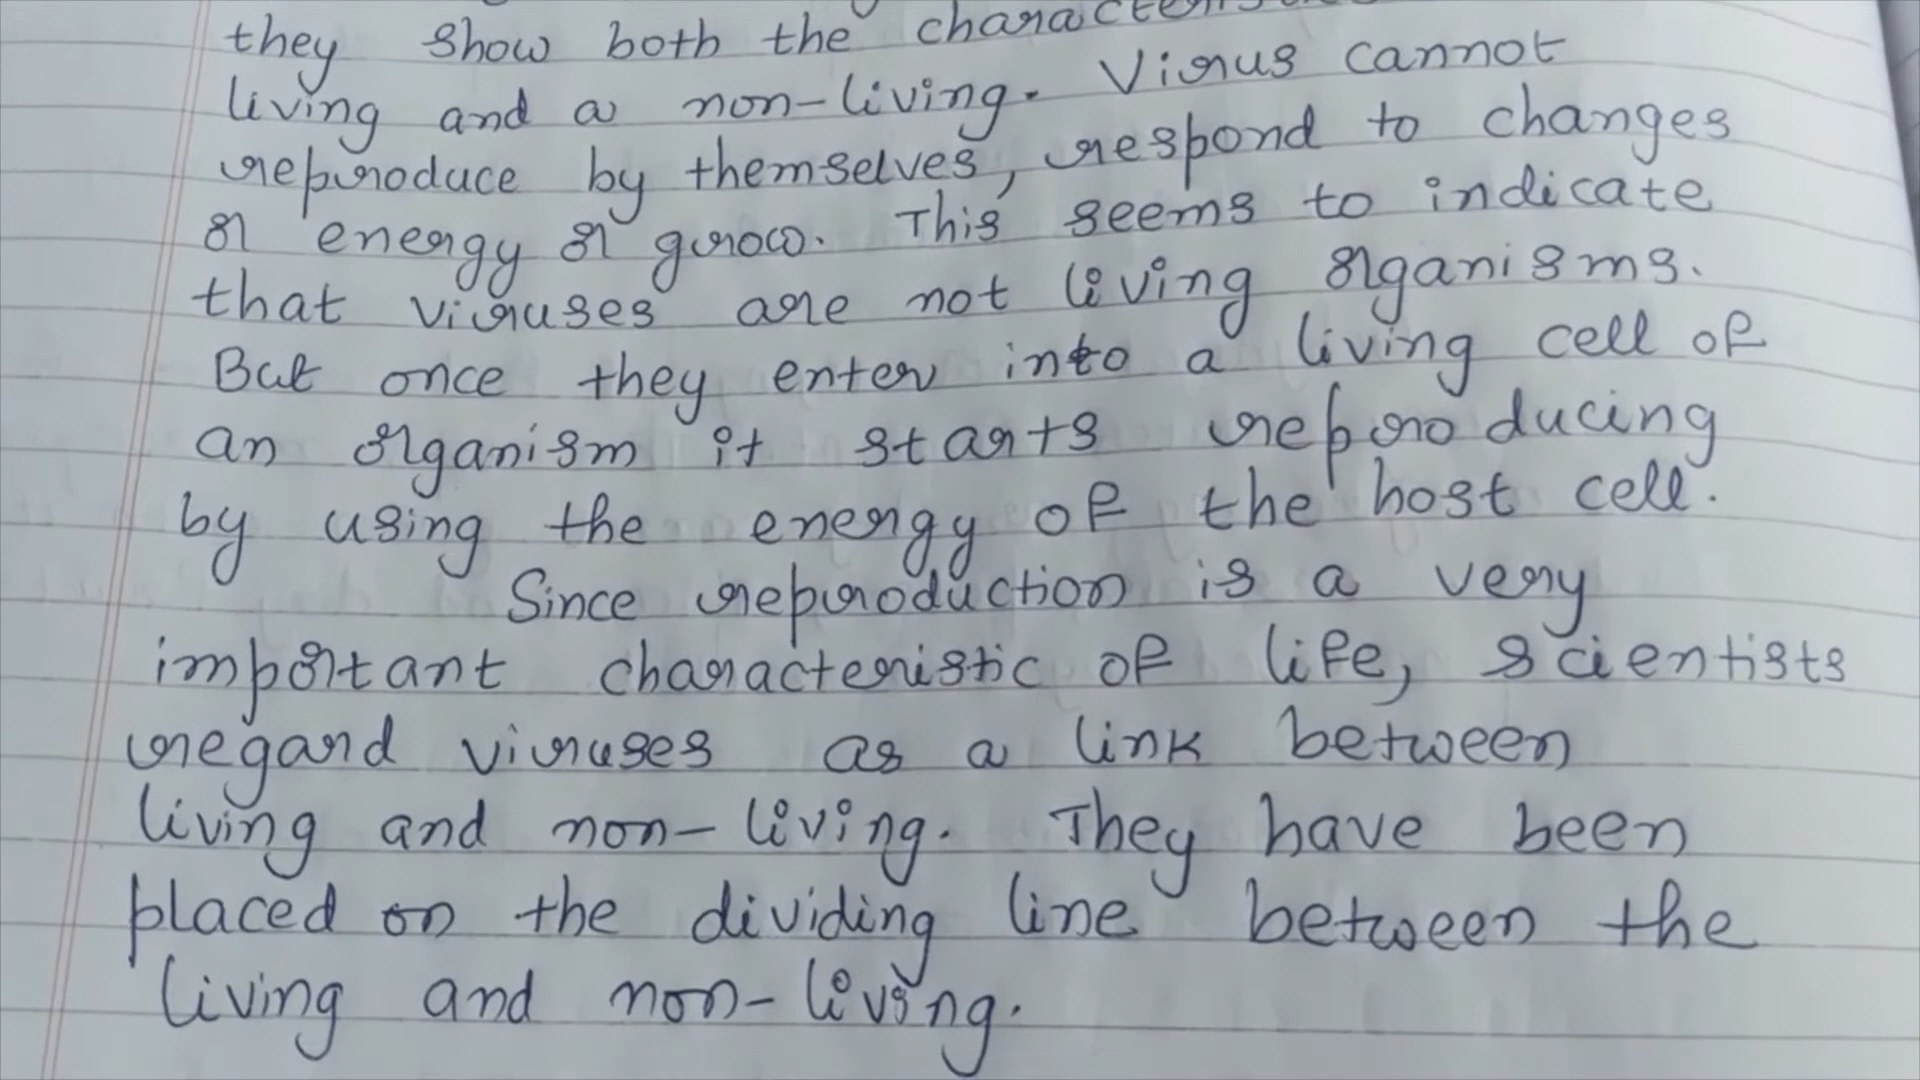 they show both the characteristics
living and a non-living. Virus cannot
reproduce by themselves, respond to changes
or energy or grow. This seems to indicate
that viruses are not living organisms.
But once they enter into a living cell of
an organism it starts reproducing
by using the energy of the host cell.
Since reproduction is a very
important characteristic of life, scientists
regard viruses as a link between
living and non-living. They have been
placed on the dividing line between the
living and non-living.